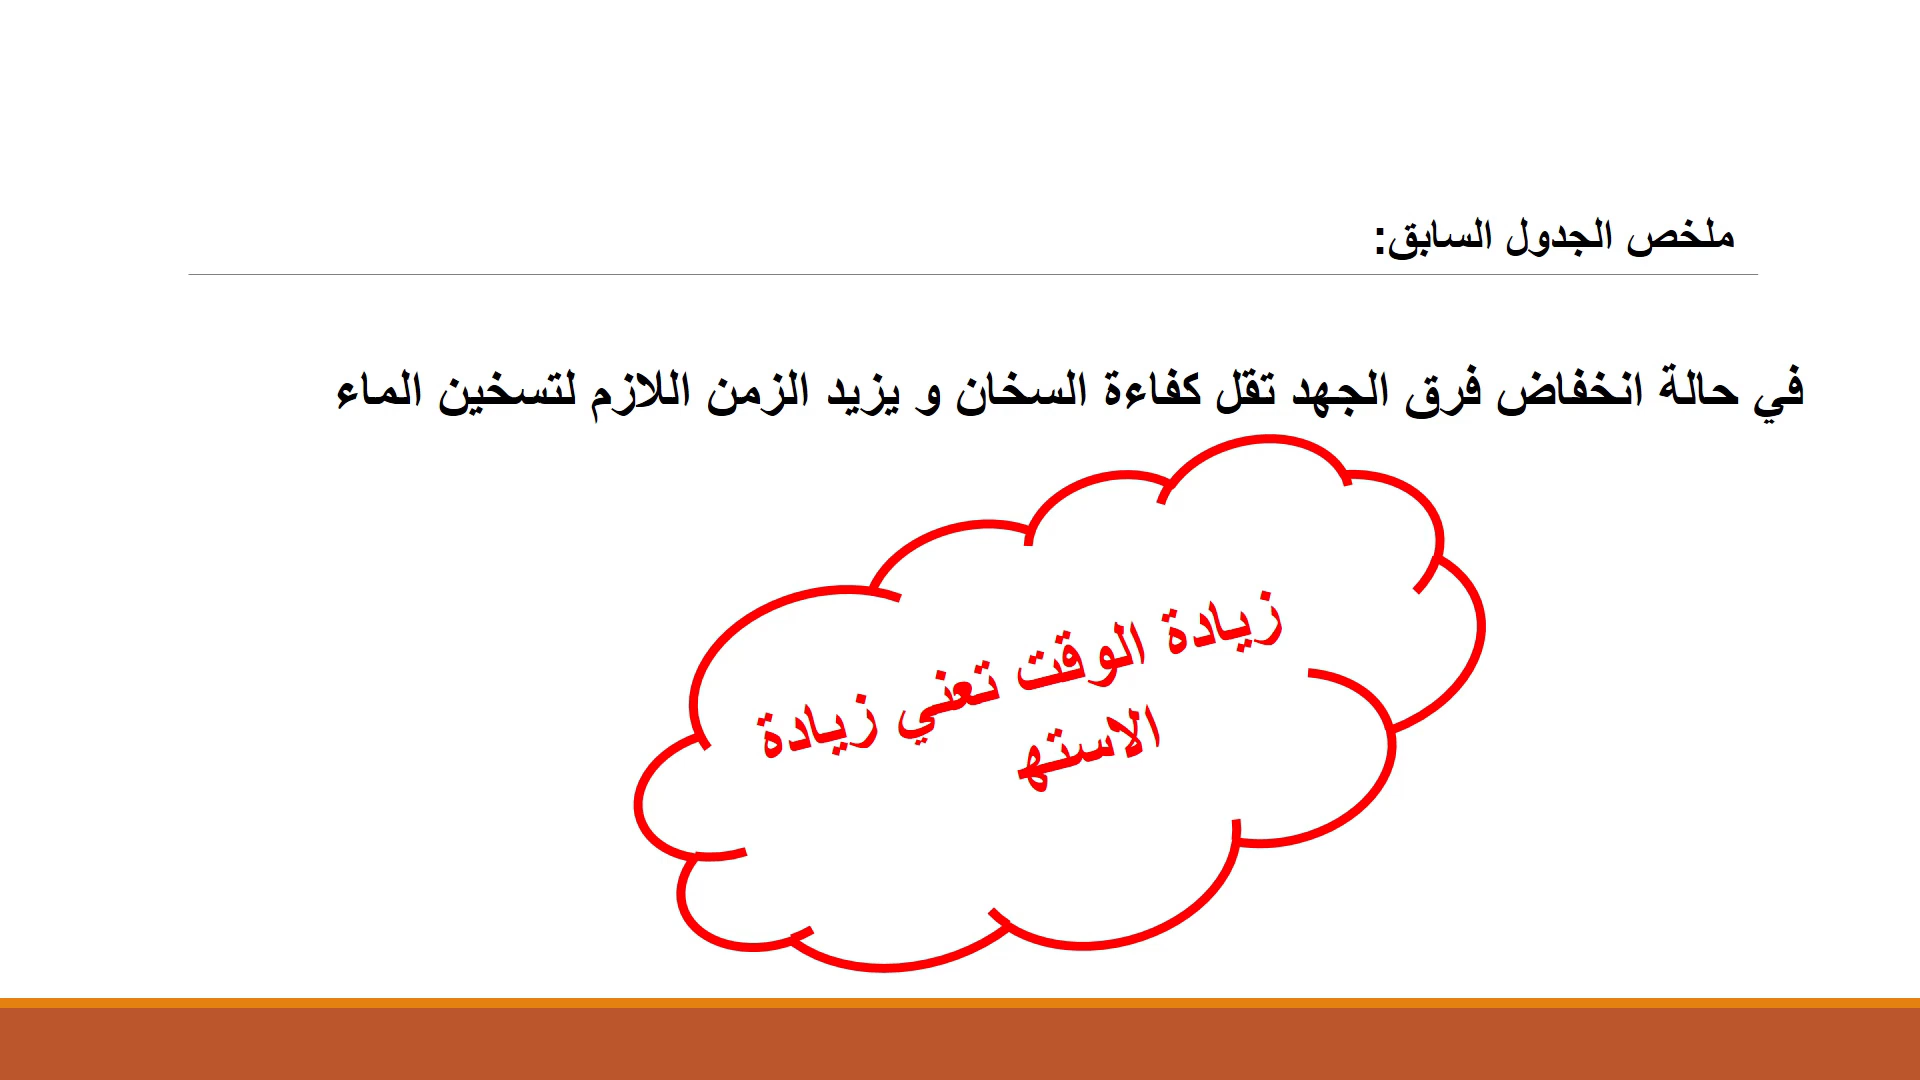 ملخص الجدول السابق:
في حالة انخفاض فرق الجهد تقل كفاءة السخان و يزيد الزمن اللازم لتسخين الماء
زيادة الوقت تعني زيادة
الاسته